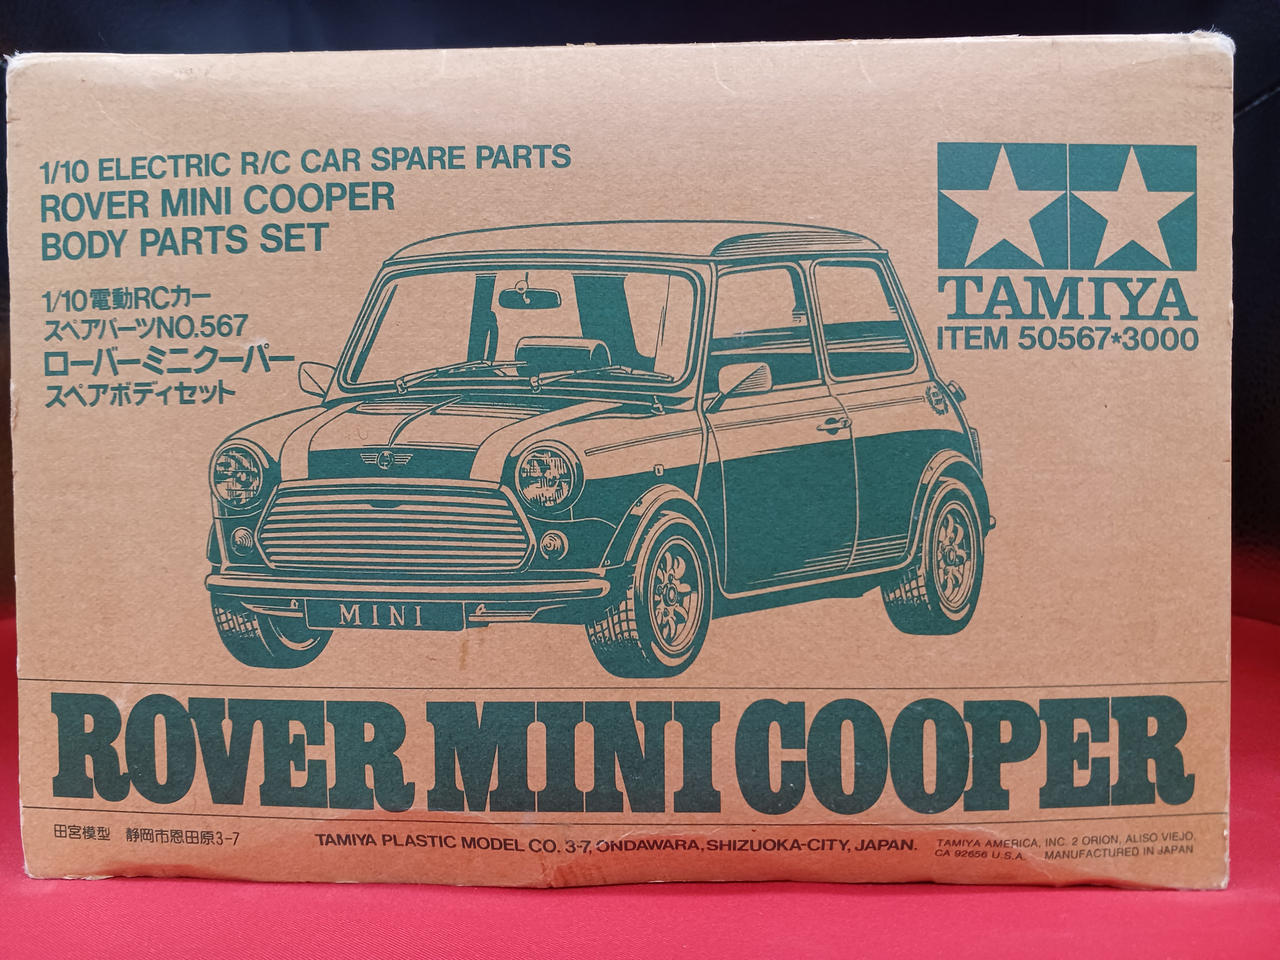 1/10 ELECTRIC R/C CAR SPARE PARTS
ROVER MINI COOPER
BODY PARTS SET
1/10電動RCカー
スペアパーツNO.567
ローバーミニクーパー
スペアボディセット
TAMIYA
ITEM 50567*3000
MINI
ROVER MINI COOPER
田宮模型 静岡市恩田原3-7
TAMIYA PLASTIC MODEL CO. 3-7, ONDAWARA, SHIZUOKA-CITY, JAPAN.
TAMIYA AMERICA, INC. 2 ORION, ALISO VIEJO,
CA 92656 U.S.A. MANUFACTURED IN JAPAN